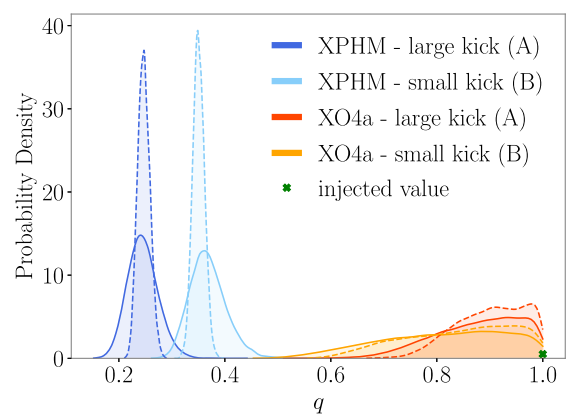 40
30
20
10
0
Probability Density
XPHM - large kick (A)
XPHM - small kick (B)
XO4a - large kick (A)
XO4a - small kick (B)
injected value
0.2 0.4 0.6 0.8 1.0
q